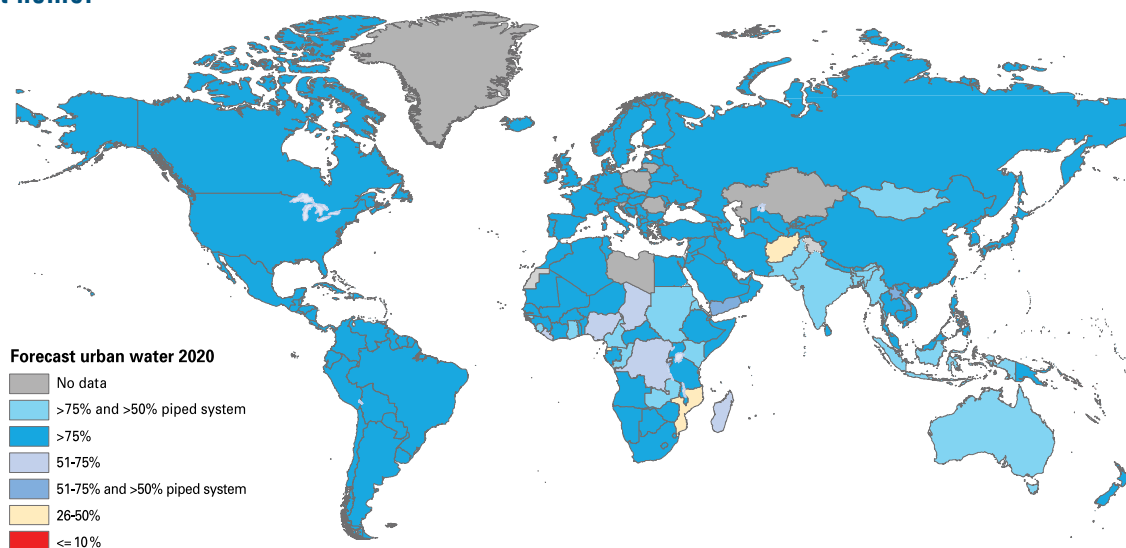 Forecast urban water 2020
No data
>75% and >50% piped system
>75%
51-75%
51-75% and >50% piped system
26-50%
<= 10%